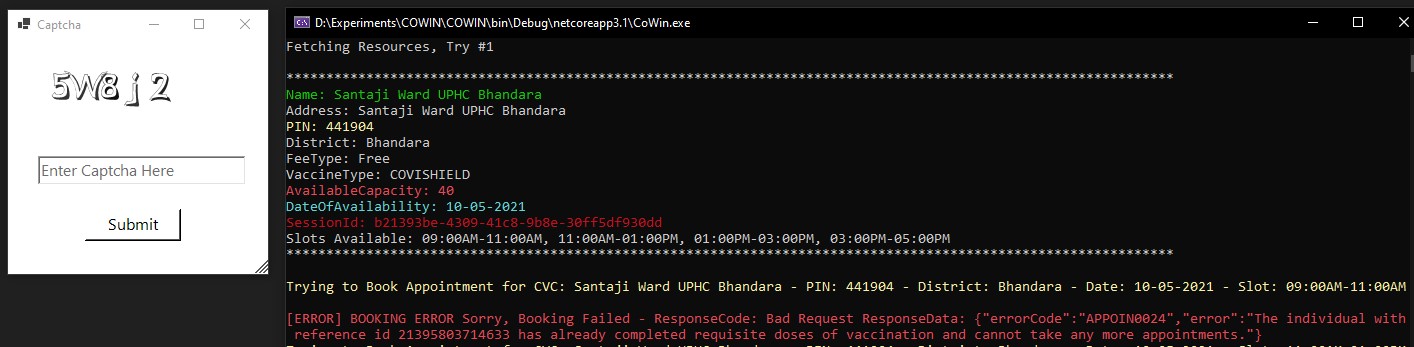 Captcha
5W8j2
Enter Captcha Here
Submit
D:\Experiments\COWIN\COWIN\bin\Debug\netcoreapp3.1\CoWin.exe
Fetching Resources, Try #1
***************************************************************************************************************
Name: Santaji Ward UPHC Bhandara
Address: Santaji Ward UPHC Bhandara
PIN: 441904
District: Bhandara
FeeType: Free
VaccineType: COVISHIELD
AvailableCapacity: 40
DateOfAvailability: 10-05-2021
SessionId: b21393be-4309-41c8-9b8e-30ff5df930dd
Slots Available: 09:00AM-11:00AM, 11:00AM-01:00PM, 01:00PM-03:00PM, 03:00PM-05:00PM
***************************************************************************************************************
Trying to Book Appointment for CVC: Santaji Ward UPHC Bhandara - PIN: 441904 - District: Bhandara - Date: 10-05-2021 - Slot: 09:00AM-11:00AM
[ERROR] BOOKING ERROR Sorry, Booking Failed - ResponseCode: Bad Request ResponseData: {"errorCode":"APPOIN0024","error":"The individual with
reference id 21395803714633 has already completed requisite doses of vaccination and cannot take any more appointments."}